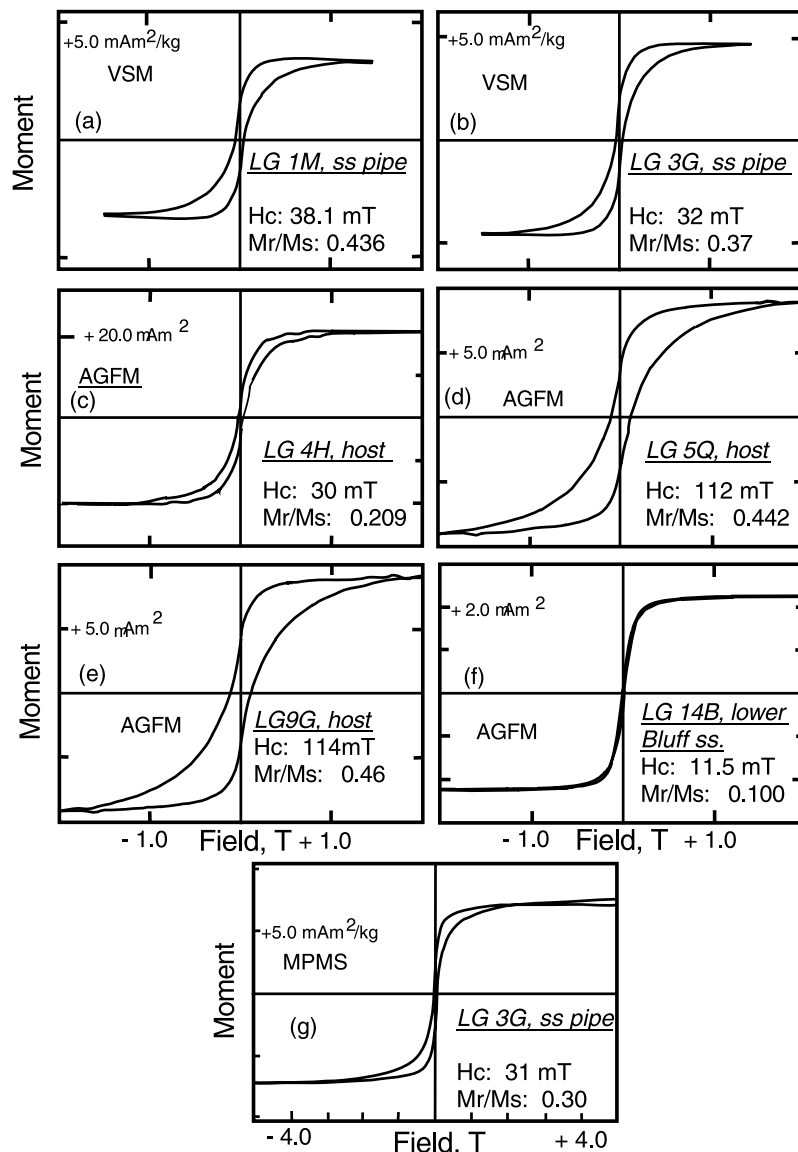 +5.0 mAm2/kg
VSM
(a)
LG 1M, ss pipe
Hc: 38.1 mT
Mr/Ms: 0.436
+5.0 mAm2/kg
VSM
(b)
LG 3G, ss pipe
Hc: 32 mT
Mr/Ms: 0.37
Moment
+ 20.0 mAm 2
AGFM
(c)
LG 4H, host
Hc: 30 mT
Mr/Ms: 0.209
+ 5.0 mAm 2
AGFM
(d)
LG 5Q, host
Hc: 112 mT
Mr/Ms: 0.442
Moment
+ 5.0 mAm 2
(e)
AGFM
LG9G, host
Hc: 114mT
Mr/Ms: 0.46
+ 2.0 mAm 2
(f)
AGFM
LG 14B, lower
Bluff ss.
Hc: 11.5 mT
Mr/Ms: 0.100
Moment
- 1.0 Field, T + 1.0
- 1.0 + 1.0
+5.0 mAm2/kg
MPMS
(g)
LG 3G, ss pipe
Hc: 31 mT
Mr/Ms: 0.30
Moment
- 4.0 Field, T + 4.0